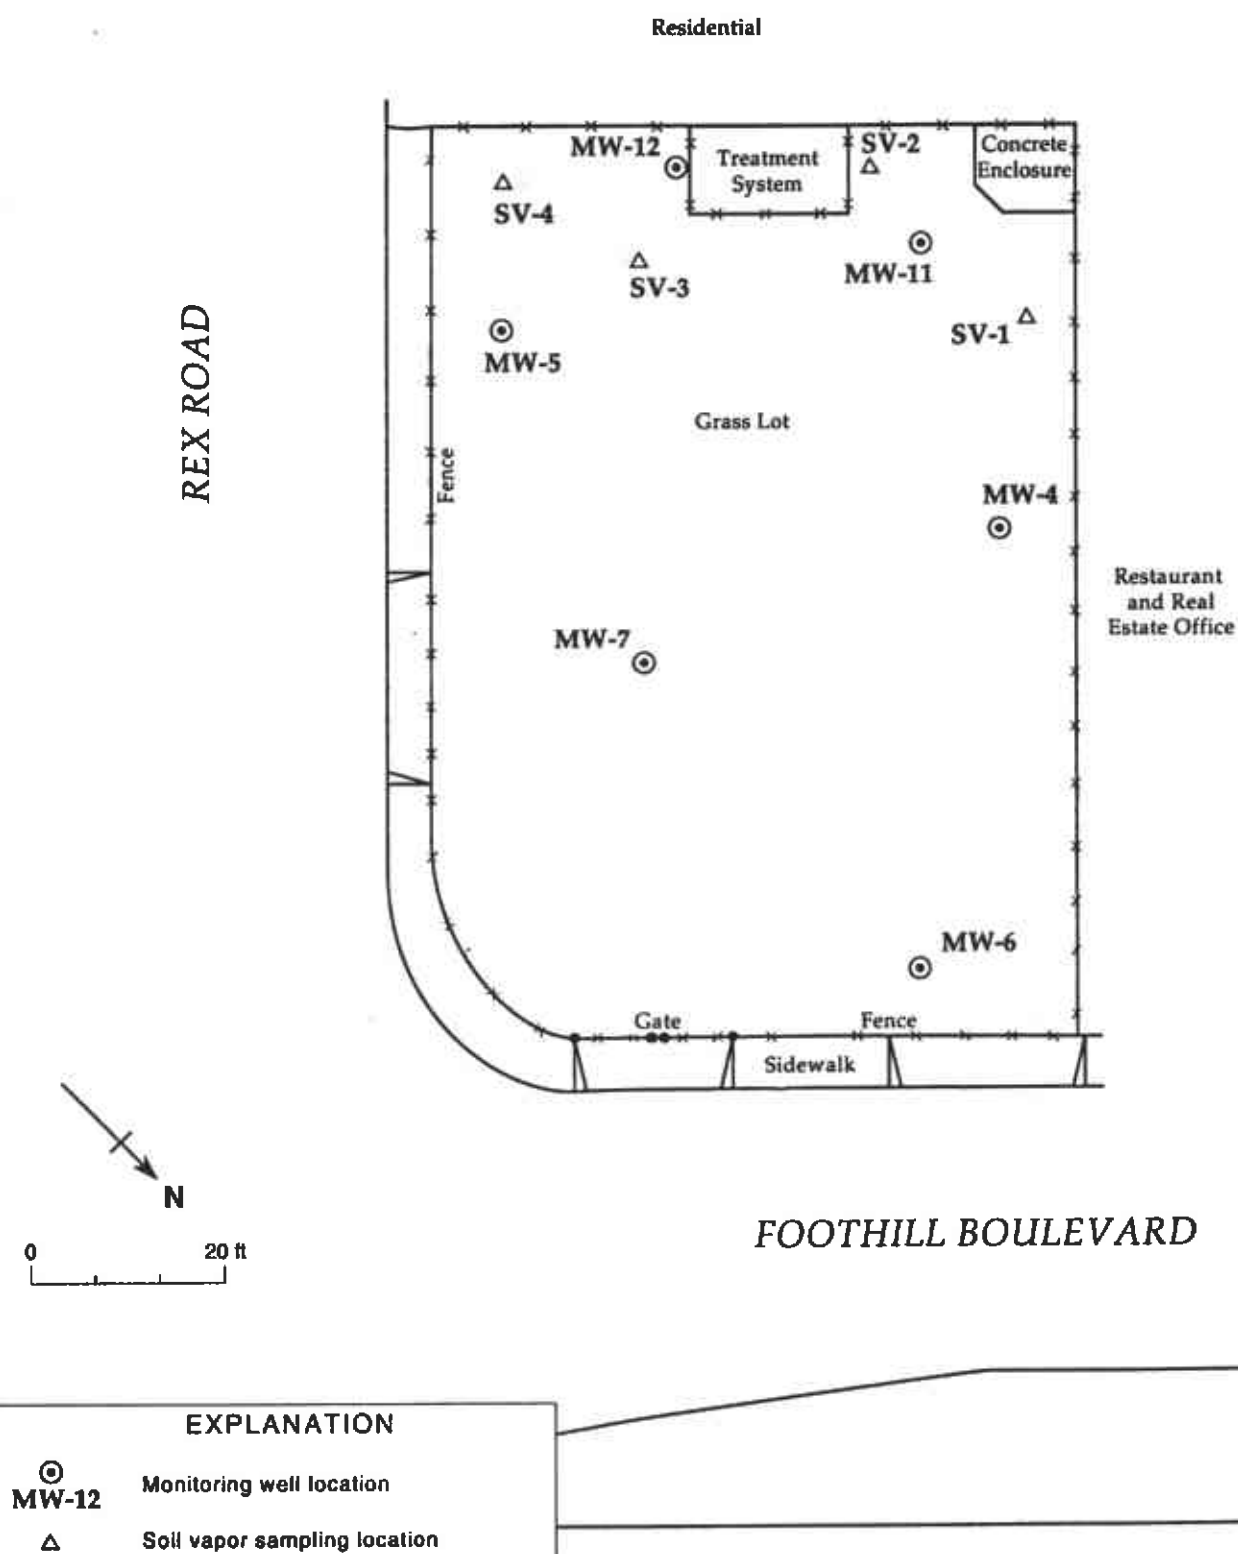 Residential
MW-12
Treatment
System
SV-2
Concrete
Enclosure
SV-4
MW-11
SV-3
SV-1
MW-5
REX ROAD
Grass Lot
Fence
MW-4
Restaurant
and Real
Estate Office
MW-7
MW-6
Gate
Fence
Sidewalk
N
0
20 ft
FOOTHILL BOULEVARD
EXPLANATION
MW-12
Monitoring well location
Soil vapor sampling location